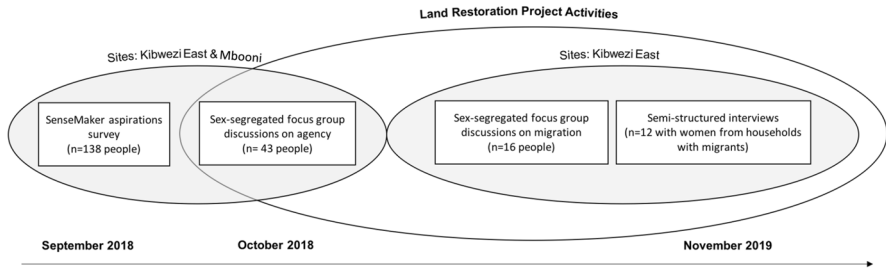 Land Restoration Project Activities
Sites: Kibwezi East & Mbooni
Sites: Kibwezi East
SenseMaker aspirations
survey
(n=138 people)
Sex-segregated focus group
discussions on agency
(n= 43 people)
Sex-segregated focus group
discussions on migration
(n=16 people)
Semi-structured interviews
(n=12 with women from households
with migrants)
September 2018
October 2018
November 2019